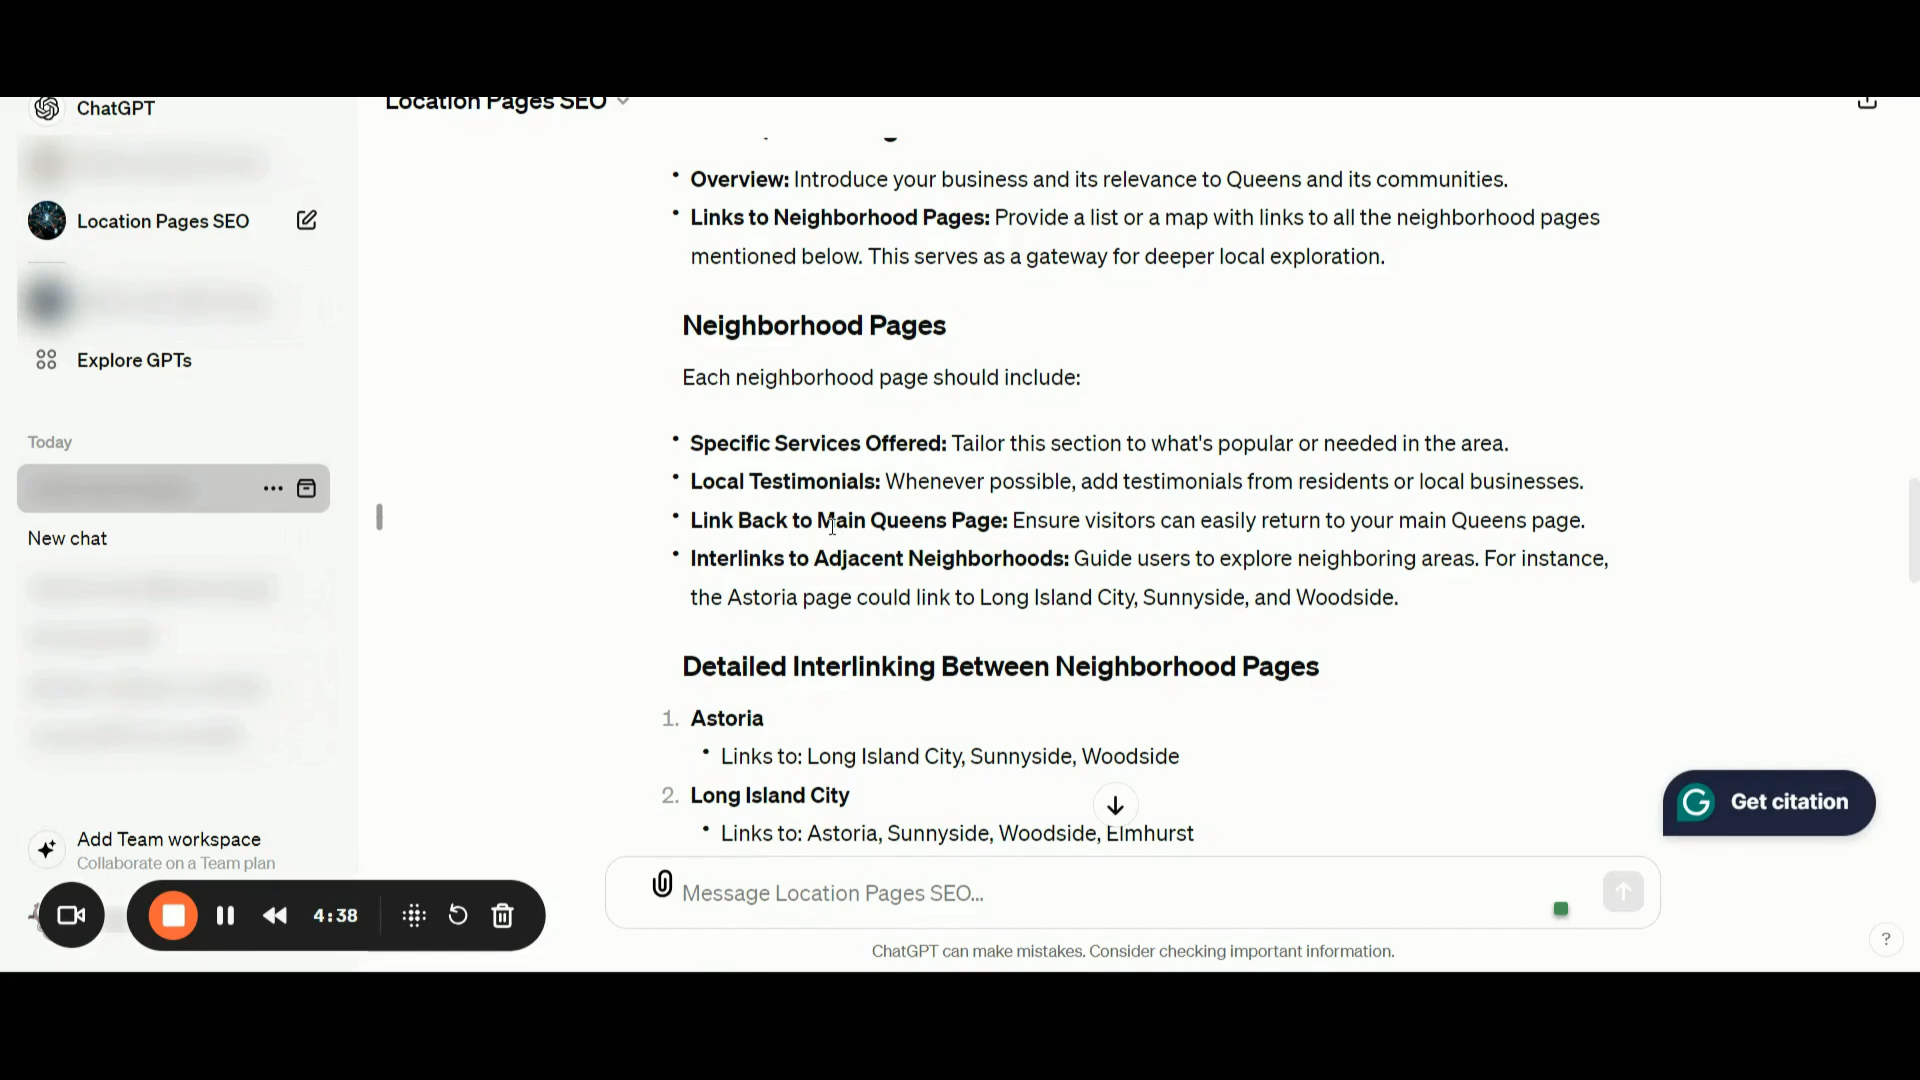 ChatGPT
Location Pages SEO
Location Pages SEO
Explore GPTs
Today
New chat
Add Team workspace
Collaborate on a Team plan
4:38
• Overview: Introduce your business and its relevance to Queens and its communities.
• Links to Neighborhood Pages: Provide a list or a map with links to all the neighborhood pages
mentioned below. This serves as a gateway for deeper local exploration.
Neighborhood Pages
Each neighborhood page should include:
• Specific Services Offered: Tailor this section to what's popular or needed in the area.
• Local Testimonials: Whenever possible, add testimonials from residents or local businesses.
• Link Back to Main Queens Page: Ensure visitors can easily return to your main Queens page.
• Interlinks to Adjacent Neighborhoods: Guide users to explore neighboring areas. For instance,
the Astoria page could link to Long Island City, Sunnyside, and Woodside.
Detailed Interlinking Between Neighborhood Pages
1. Astoria
• Links to: Long Island City, Sunnyside, Woodside
2. Long Island City
• Links to: Astoria, Sunnyside, Woodside, Elmhurst
Get citation
Message Location Pages SEO...
ChatGPT can make mistakes. Consider checking important information.
?